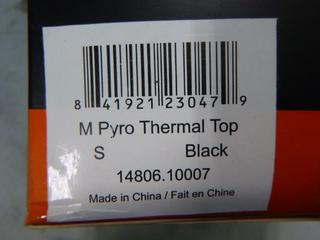 8 41921 23047 9
M Pyro Thermal Top
S Black
14806.10007
Made in China / Fait en Chine